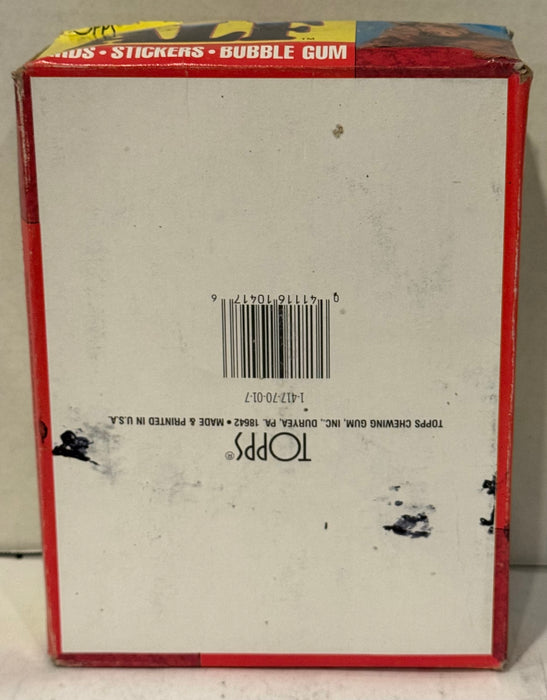 CARDS · STICKERS · BUBBLE GUM
TOPPS®
TOPPS CHEWING GUM, INC., DURYEA, PA. 18642 • MADE & PRINTED IN U.S.A.
1-417-70-01-7
0 41116 10417 6